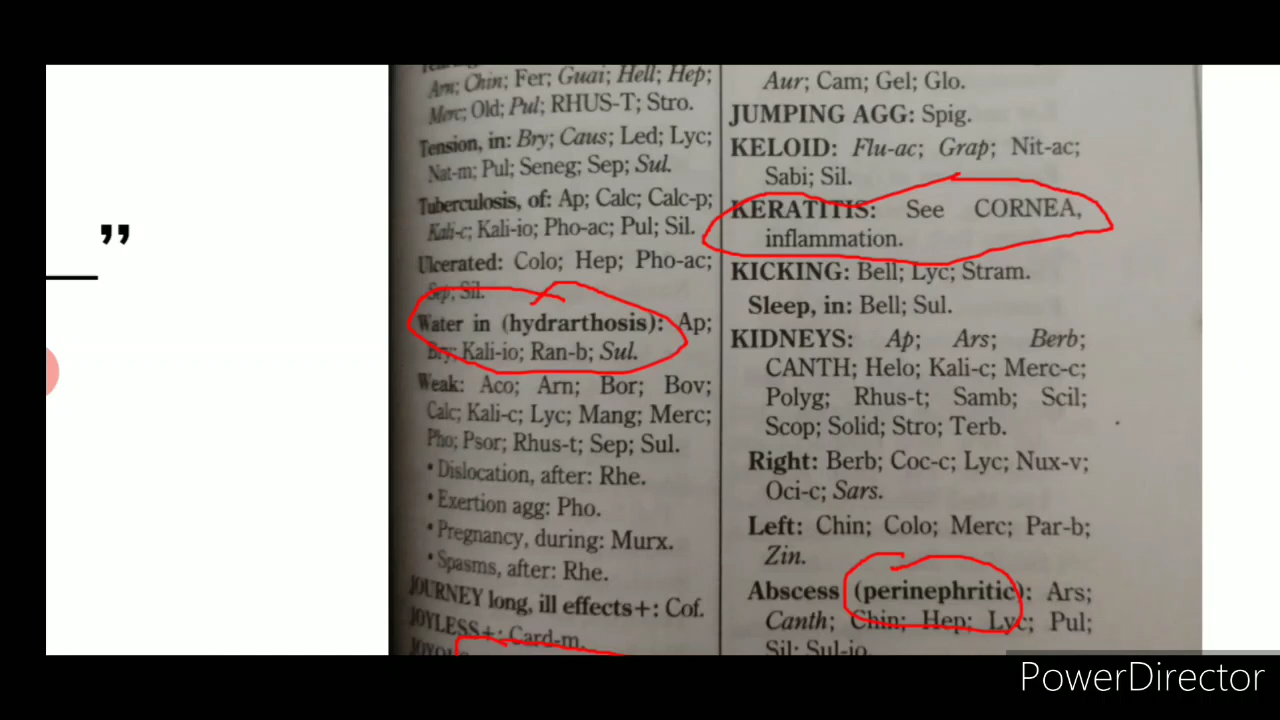 ”
Arn; Chin; Fer; Guai; Hell; Hep;
Merc; Old; Pul; RHUS-T; Stro.
Tension, in: Bry; Caus; Led; Lyc;
Nat-m; Pul; Seneg; Sep; Sul.
Tuberculosis, of: Ap; Calc; Calc-p;
Kali-c; Kali-io; Pho-ac; Pul; Sil.
Ulcerated: Colo; Hep; Pho-ac;
Sep; Sil.
Water in (hydrarthosis): Ap;
Bry; Kali-io; Ran-b; Sul.
Weak: Aco; Arn; Bor; Bov;
Calc; Kali-c; Lyc; Mang; Merc;
Pho; Psor; Rhus-t; Sep; Sul.
• Dislocation, after: Rhe.
• Exertion agg: Pho.
• Pregnancy, during: Murx.
• Spasms, after: Rhe.
JOURNEY long, ill effects+: Cof.
JOYLESS+: Card-m.
Aur; Cam; Gel; Glo.
JUMPING AGG: Spig.
KELOID: Flu-ac; Grap; Nit-ac;
Sabi; Sil.
KERATITIS: See CORNEA,
inflammation.
KICKING: Bell; Lyc; Stram.
Sleep, in: Bell; Sul.
KIDNEYS: Ap; Ars; Berb;
CANTH; Helo; Kali-c; Merc-c;
Polyg; Rhus-t; Samb; Scil;
Scop; Solid; Stro; Terb.
Right: Berb; Coc-c; Lyc; Nux-v;
Oci-c; Sars.
Left: Chin; Colo; Merc; Par-b;
Zin.
Abscess (perinephritic): Ars;
Canth; Chin; Hep; Lyc; Pul;
Sil; Sul-io.
PowerDirector